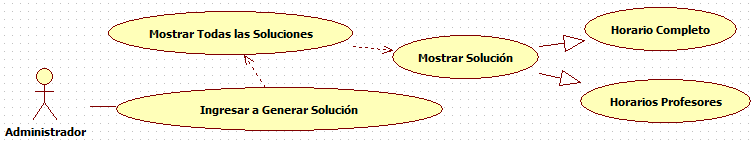 Horario Completo
Mostrar Todas las Soluciones
Mostrar Solución
Horarios Profesores
Ingresar a Generar Solución
Administrador